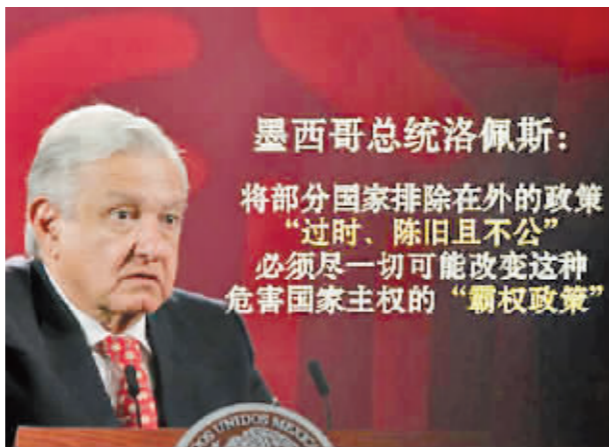 墨西哥总统洛佩斯：
将部分国家排除在外的政策
“过时、陈旧且不公”
必须尽一切可能改变这种
危害国家主权的“霸权政策”
UNIDOS MEXIC